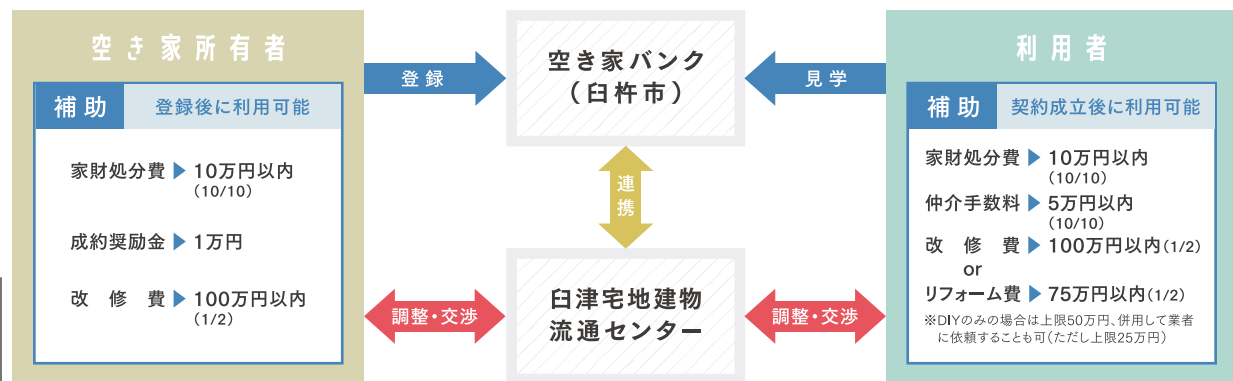 空き家所有者
補助 登録後に利用可能
家財処分費▶10万円以内
(10/10)
成約奨励金▶1万円
改修費▶100万円以内
(1/2)
登録
空き家バンク
(臼杵市)
見学
連携
調整・交渉
臼津宅地建物
流通センター
調整・交渉
利用者
補助 契約成立後に利用可能
家財処分費▶10万円以内
(10/10)
仲介手数料▶5万円以内
(10/10)
改修費▶100万円以内(1/2)
or
リフォーム費▶75万円以内(1/2)
※DIYのみの場合は上限50万円、併用して業者
に依頼することも可(ただし上限25万円)